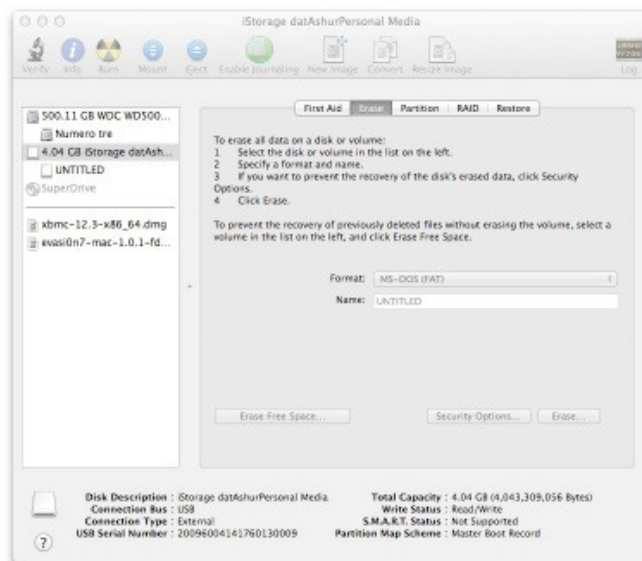 iStorage datAshurPersonal Media
Verify Info Burn Mount Eject Enable Journaling New Image Convert Resize Image Log
500.11 GB WDC WD500...
Numero tre
4.04 GB iStorage datAsh...
UNTITLED
SuperDrive
xbmc-12.3-x86_64.dmg
evasi0n7-mac-1.0.1-fd...
First Aid Erase Partition RAID Restore
To erase all data on a disk or volume:
1 Select the disk or volume in the list on the left.
2 Specify a format and name.
3 If you want to prevent the recovery of the disk's erased data, click Security
Options.
4 Click Erase.
To prevent the recovery of previously deleted files without erasing the volume, select a
volume in the list on the left, and click Erase Free Space.
Format: MS-DOS (FAT)
Name: UNTITLED
Erase Free Space... Security Options... Erase...
Disk Description : iStorage datAshurPersonal Media Total Capacity : 4.04 GB (4,043,309,056 Bytes)
Connection Bus : USB Write Status : Read/Write
Connection Type : External S.M.A.R.T. Status : Not Supported
USB Serial Number : 20096004141760130009 Partition Map Scheme : Master Boot Record
?